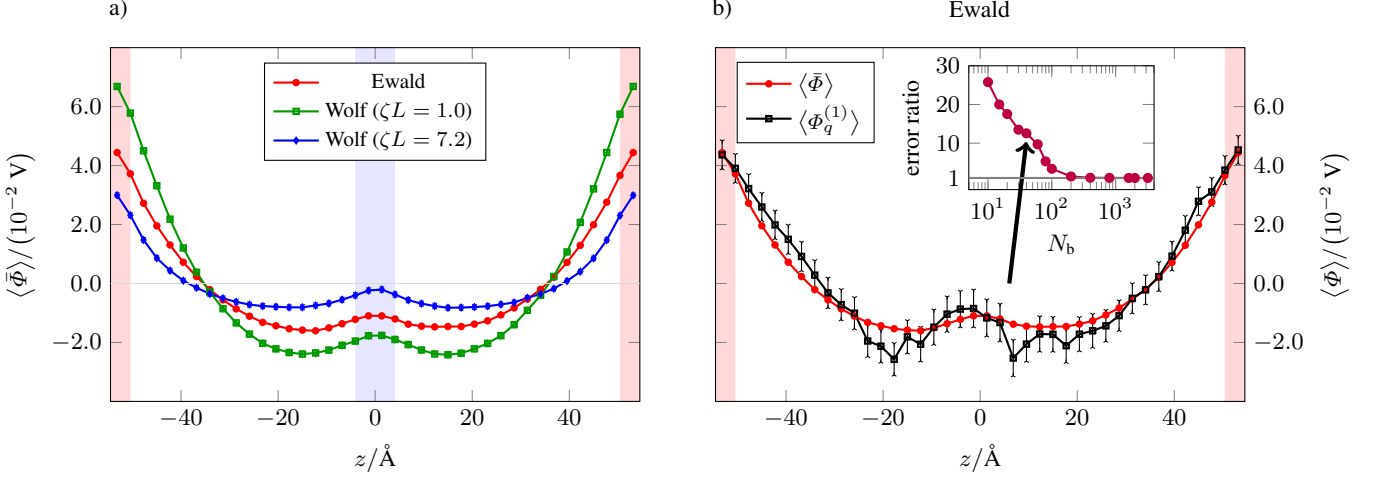 a)
Ewald
Wolf (ζL = 1.0)
Wolf (ζL = 7.2)
6.0
4.0
2.0
0.0
−2.0
⟨Φ̄⟩/(10⁻² V)
−40 −20 0 20 40
z/Å
b)
Ewald
⟨Φ̄⟩
⟨Φ_q^(1)⟩
30
20
10
1
error ratio
10¹ 10² 10³
N_b
6.0
4.0
2.0
0.0
−2.0
⟨Φ⟩/(10⁻² V)
−40 −20 0 20 40
z/Å